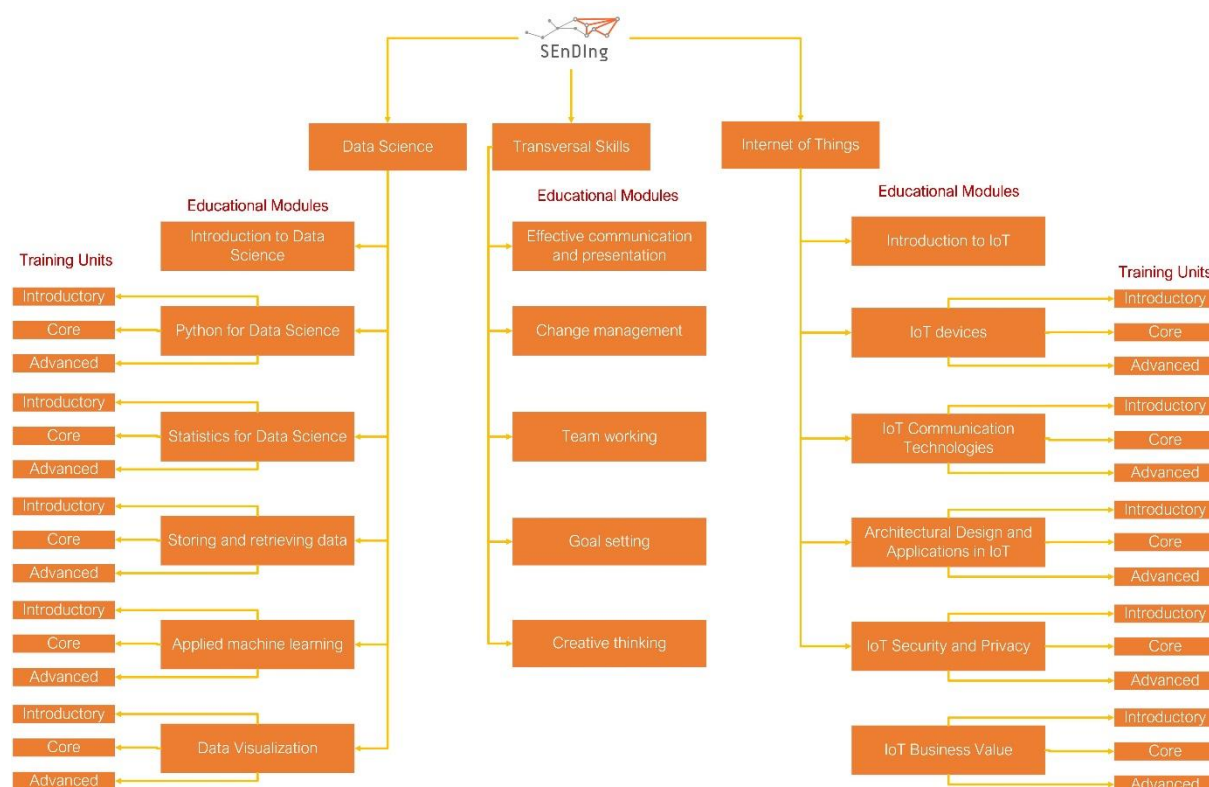 SEnDIng
Data Science
Transversal Skills
Internet of Things
Educational Modules
Introduction to Data
Science
Training Units
Introductory
Core
Advanced
Python for Data Science
Introductory
Core
Advanced
Statistics for Data Science
Introductory
Core
Advanced
Storing and retrieving data
Introductory
Core
Advanced
Applied machine learning
Introductory
Core
Advanced
Data Visualization
Educational Modules
Effective communication
and presentation
Change management
Team working
Goal setting
Creative thinking
Educational Modules
Introduction to IoT
Training Units
IoT devices
Introductory
Core
Advanced
IoT Communication
Technologies
Introductory
Core
Advanced
Architectural Design and
Applications in IoT
Introductory
Core
Advanced
IoT Security and Privacy
Introductory
Core
Advanced
IoT Business Value
Introductory
Core
Advanced